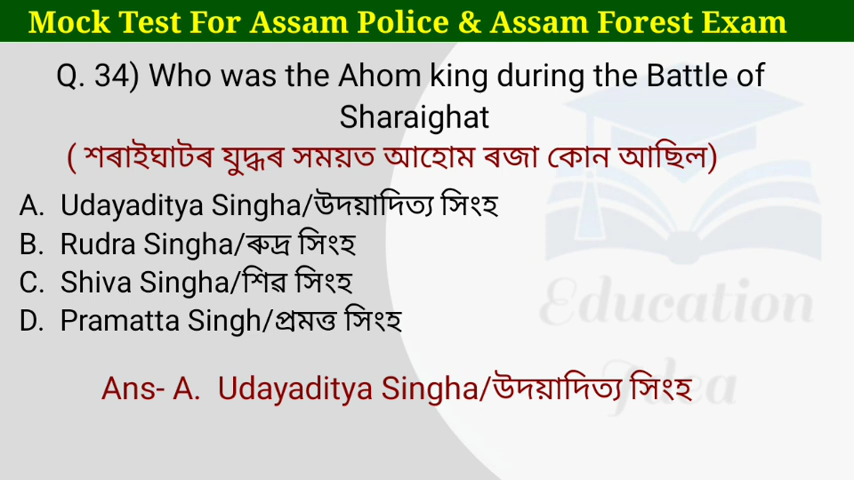 Mock Test For Assam Police & Assam Forest Exam
Q. 34) Who was the Ahom king during the Battle of
Sharaighat
( শৰাইঘাটৰ যুদ্ধৰ সময়ত আহোম ৰজা কোন আছিল)
A. Udayaditya Singha/উদয়াদিত্য সিংহ
B. Rudra Singha/ৰুদ্ৰ সিংহ
C. Shiva Singha/শিৱ সিংহ
D. Pramatta Singh/প্ৰমত্ত সিংহ
Education
Idea
Ans- A. Udayaditya Singha/উদয়াদিত্য সিংহ